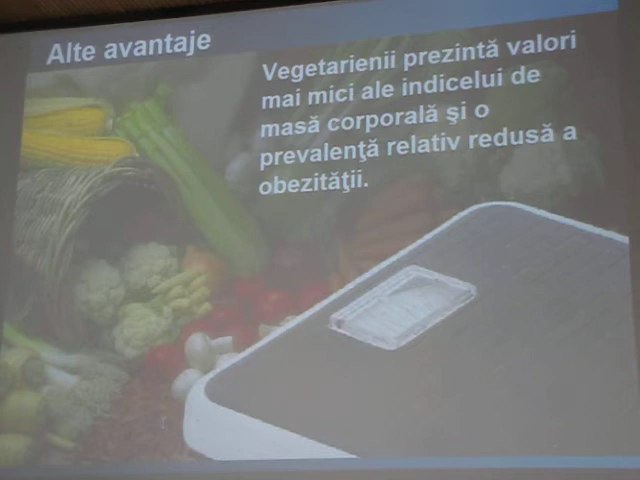 Alte avantaje
Vegetarienii prezintă valori
mai mici ale indicelui de
masă corporală şi o
prevalenţă relativ redusă a
obezităţii.